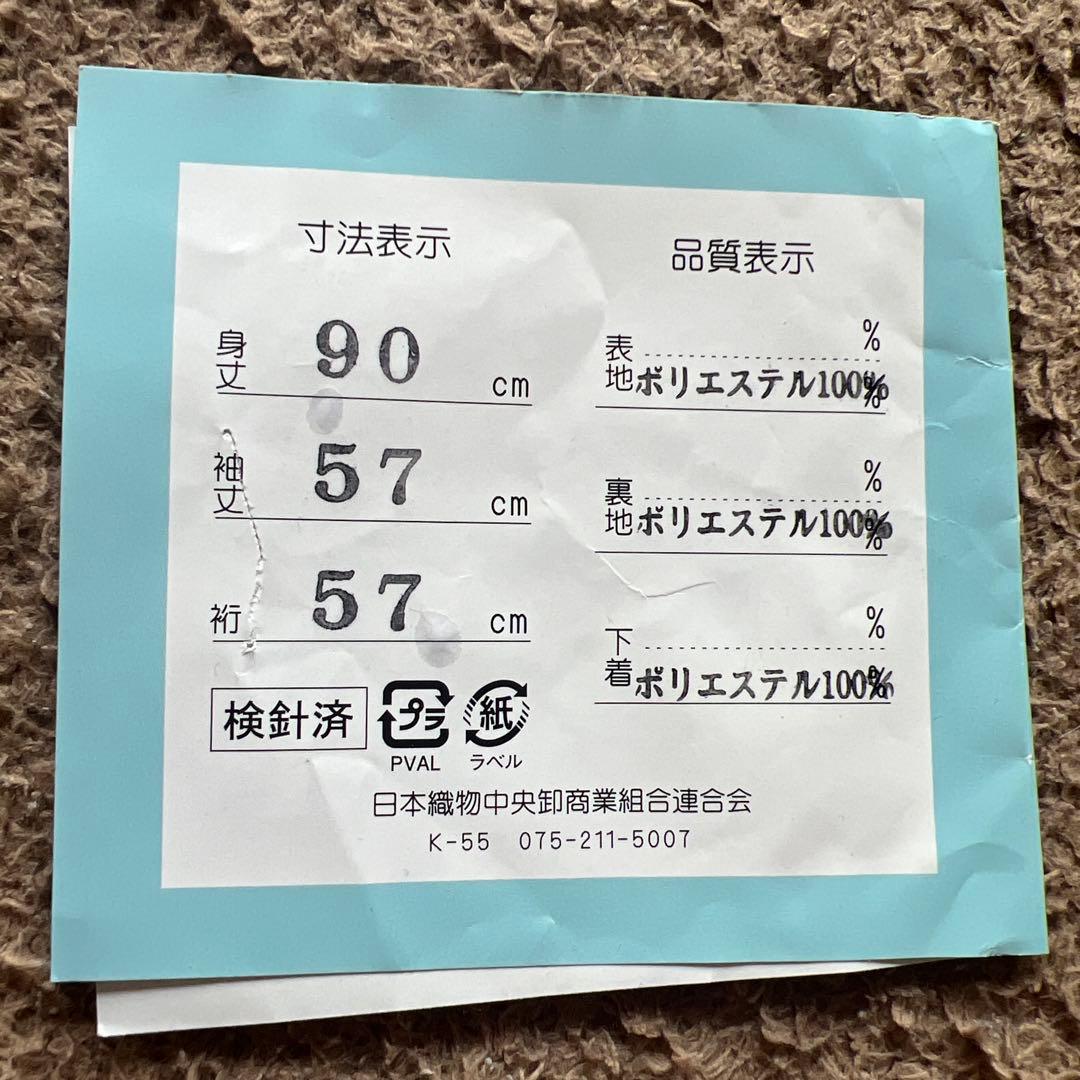 寸法表示
身丈 90 cm
袖丈 57 cm
裄 57 cm
品質表示
表地 %
ポリエステル100%
裏地 %
ポリエステル100%
下着 %
ポリエステル100%
検針済 プラ 紙
PVAL ラベル
日本織物中央卸商業組合連合会
K-55 075-211-5007